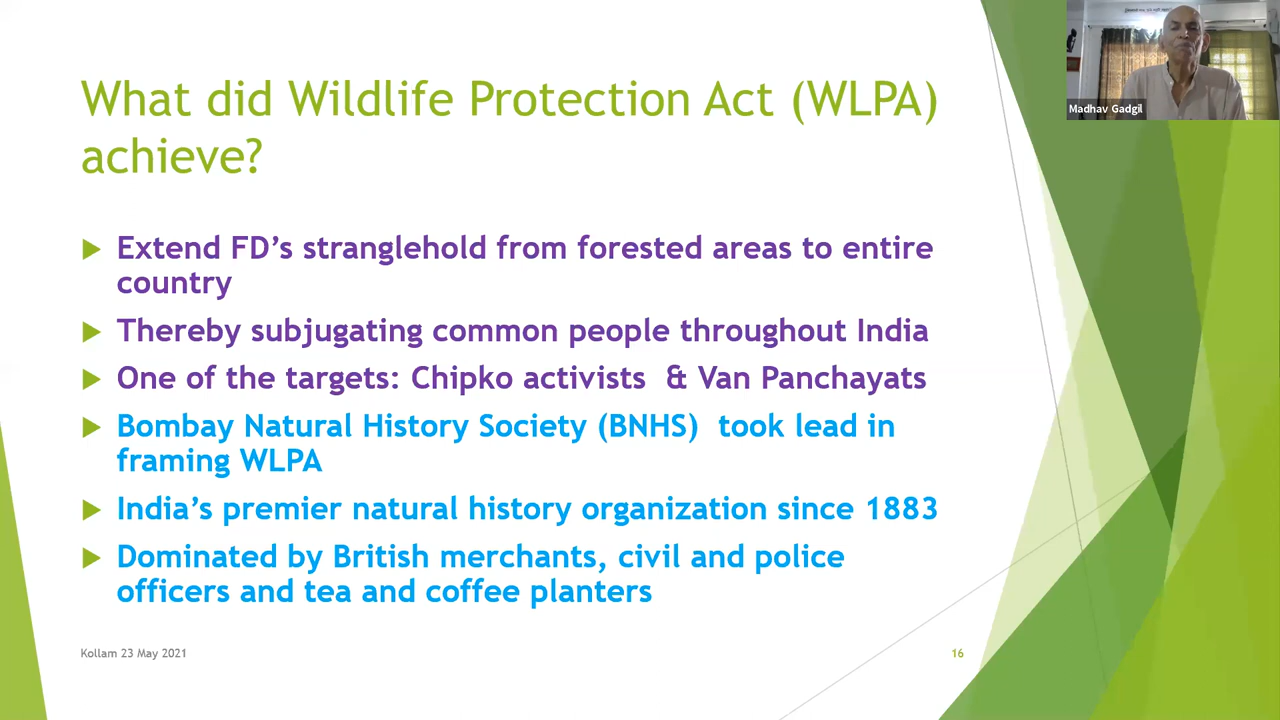 What did Wildlife Protection Act (WLPA)
achieve?
Extend FD's stranglehold from forested areas to entire
country
Thereby subjugating common people throughout India
One of the targets: Chipko activists & Van Panchayats
Bombay Natural History Society (BNHS) took lead in
framing WLPA
India's premier natural history organization since 1883
Dominated by British merchants, civil and police
officers and tea and coffee planters
Kollam 23 May 2021
16
Madhav Gadgil